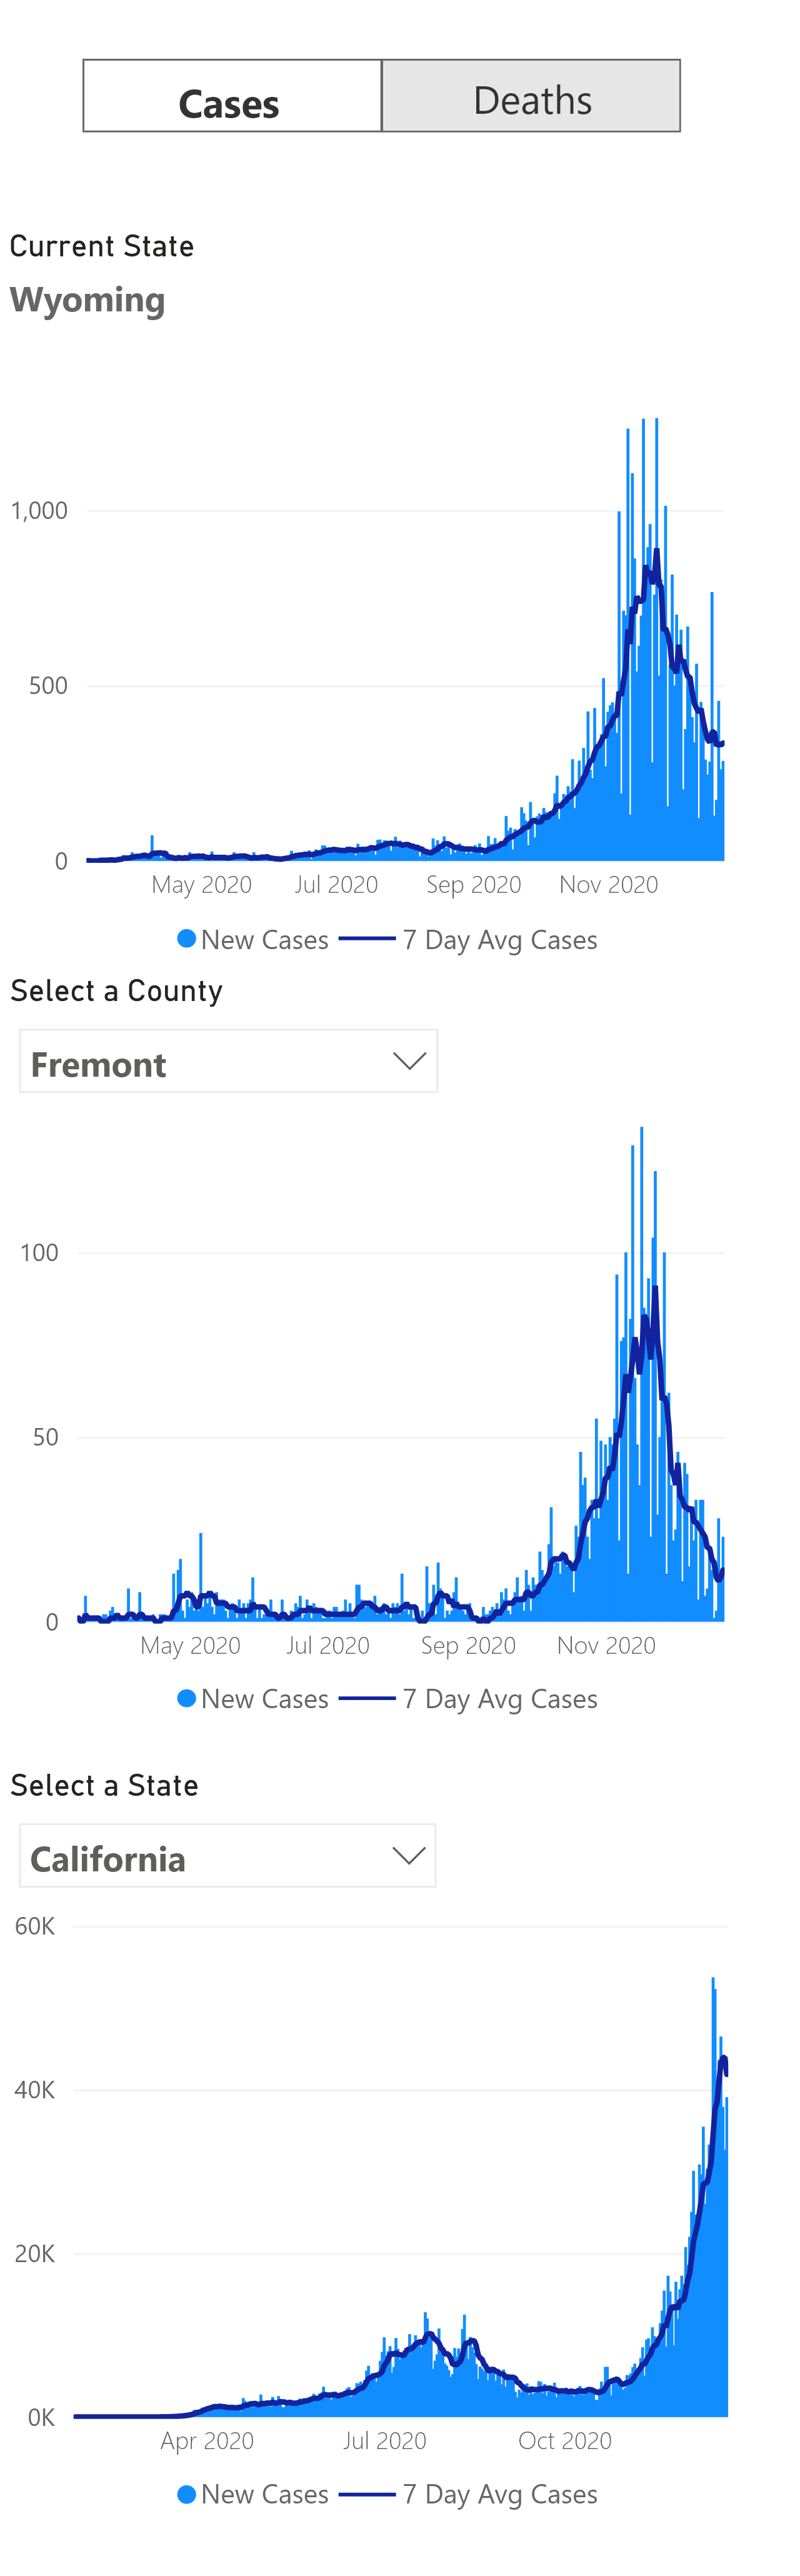 Cases Deaths
Current State
Wyoming
1,000
500
0
May 2020 Jul 2020 Sep 2020 Nov 2020
New Cases 7 Day Avg Cases
Select a County
Fremont
100
50
0
May 2020 Jul 2020 Sep 2020 Nov 2020
New Cases 7 Day Avg Cases
Select a State
California
60K
40K
20K
0K
Apr 2020 Jul 2020 Oct 2020
New Cases 7 Day Avg Cases